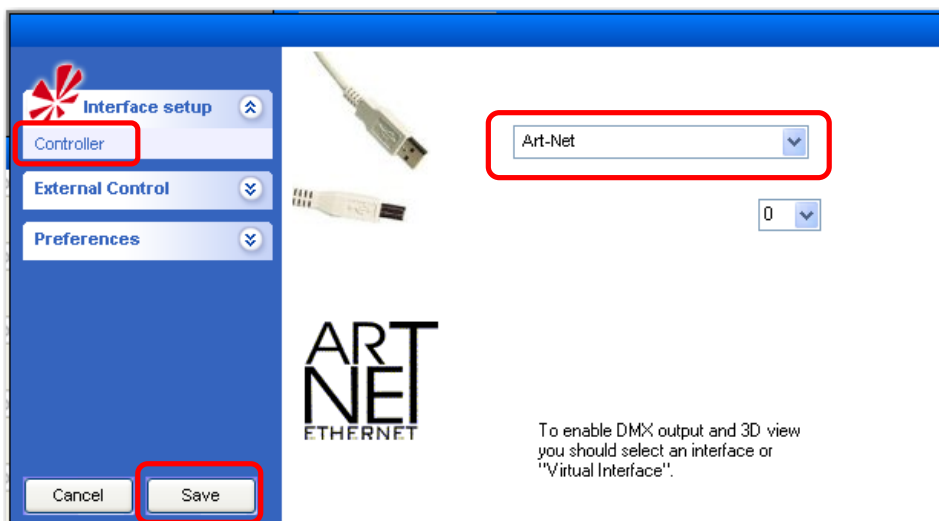 Interface setup
Controller
External Control
Preferences
Cancel
Save
Art-Net
0
ART
NET
ETHERNET
To enable DMX output and 3D view
you should select an interface or
"Virtual Interface".